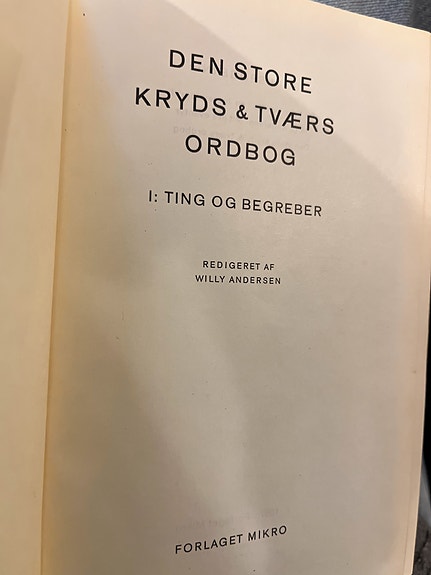 DEN STORE
KRYDS & TVÆRS
ORDBOG
I: TING OG BEGREBER
REDIGERET AF
WILLY ANDERSEN
FORLAGET MIKRO